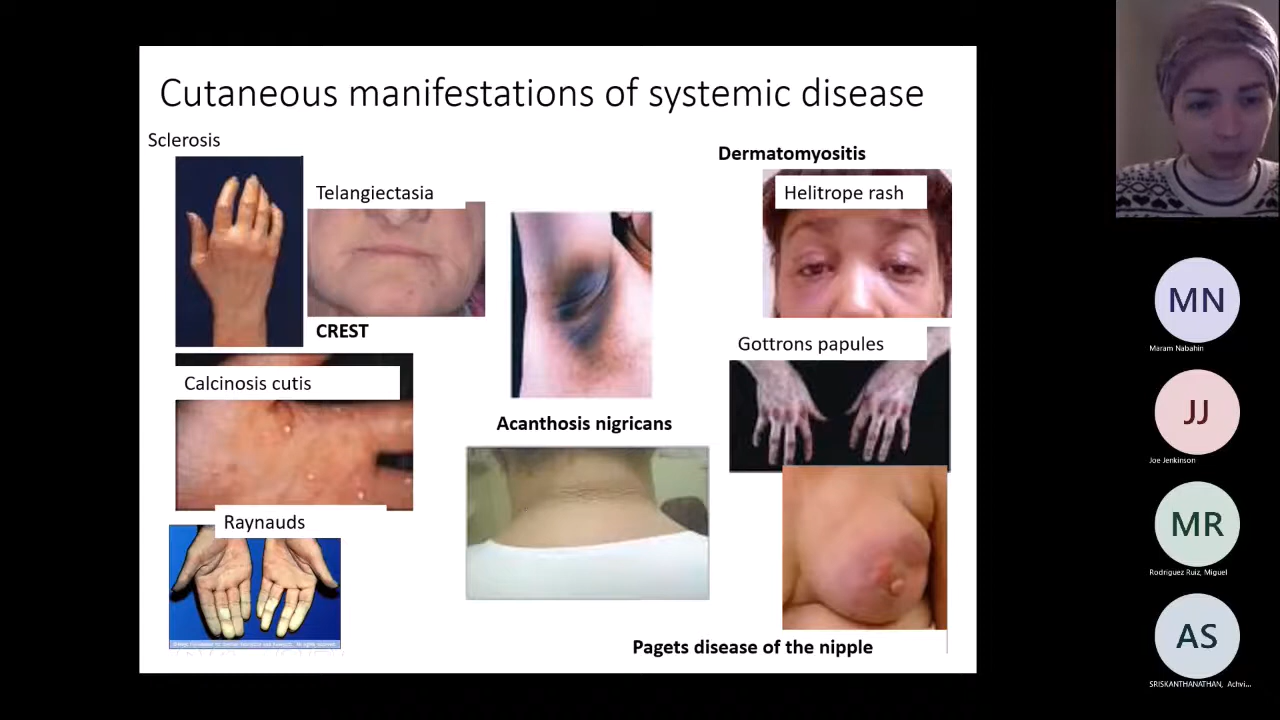 Cutaneous manifestations of systemic disease
Sclerosis
Telangiectasia
CREST
Calcinosis cutis
Raynauds
Acanthosis nigricans
Dermatomyositis
Helitrope rash
Gottrons papules
Pagets disease of the nipple
MN
Maram Nabahin
JJ
Joe Jenkinson
MR
Rodriguez Ruiz, Miguel
AS
SRISKANTHANATHAN, Achvi...